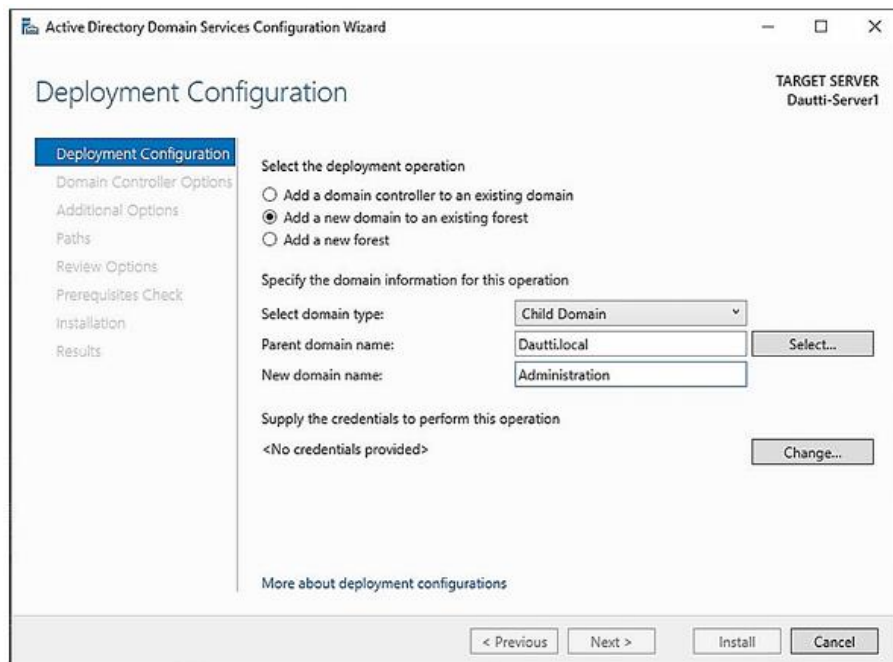 Active Directory Domain Services Configuration Wizard
Deployment Configuration
TARGET SERVER
Dautti-Server1
Deployment Configuration
Domain Controller Options
Additional Options
Paths
Review Options
Prerequisites Check
Installation
Results
Select the deployment operation
Add a domain controller to an existing domain
Add a new domain to an existing forest
Add a new forest
Specify the domain information for this operation
Select domain type: Child Domain
Parent domain name: Dautti.local Select...
New domain name: Administration
Supply the credentials to perform this operation
<No credentials provided> Change...
More about deployment configurations
< Previous Next > Install Cancel